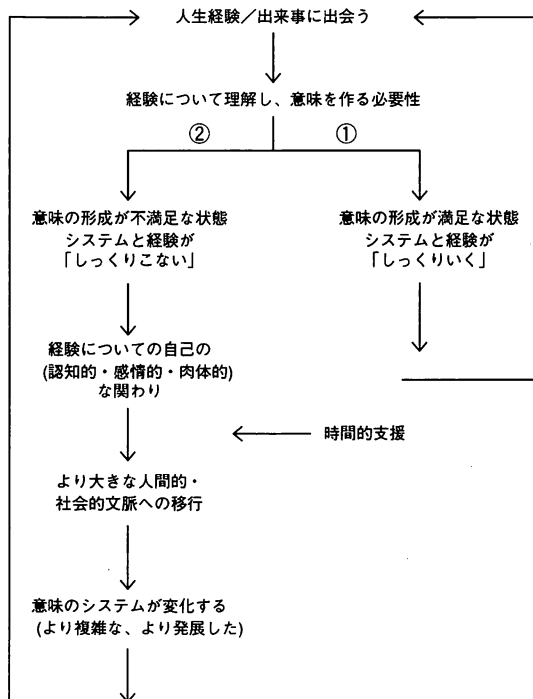 人生経験／出来事に出会う
経験について理解し、意味を作る必要性
② ①
意味の形成が不満足な状態
システムと経験が
「しっくりこない」
意味の形成が満足な状態
システムと経験が
「しっくりいく」
経験についての自己の
(認知的・感情的・肉体的)
な関わり
時間的支援
より大きな人間的・
社会的文脈への移行
意味のシステムが変化する
(より複雑な、より発展した)